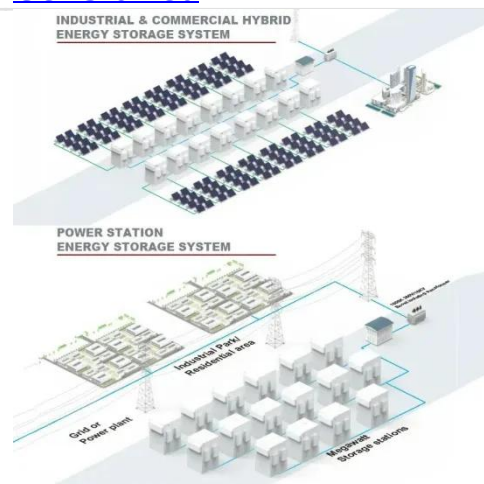 INDUSTRIAL & COMMERCIAL HYBRID
ENERGY STORAGE SYSTEM
POWER STATION
ENERGY STORAGE SYSTEM
Industrial Park/
Residential area
Grid or
Power plant
Megawatt
Storage stations